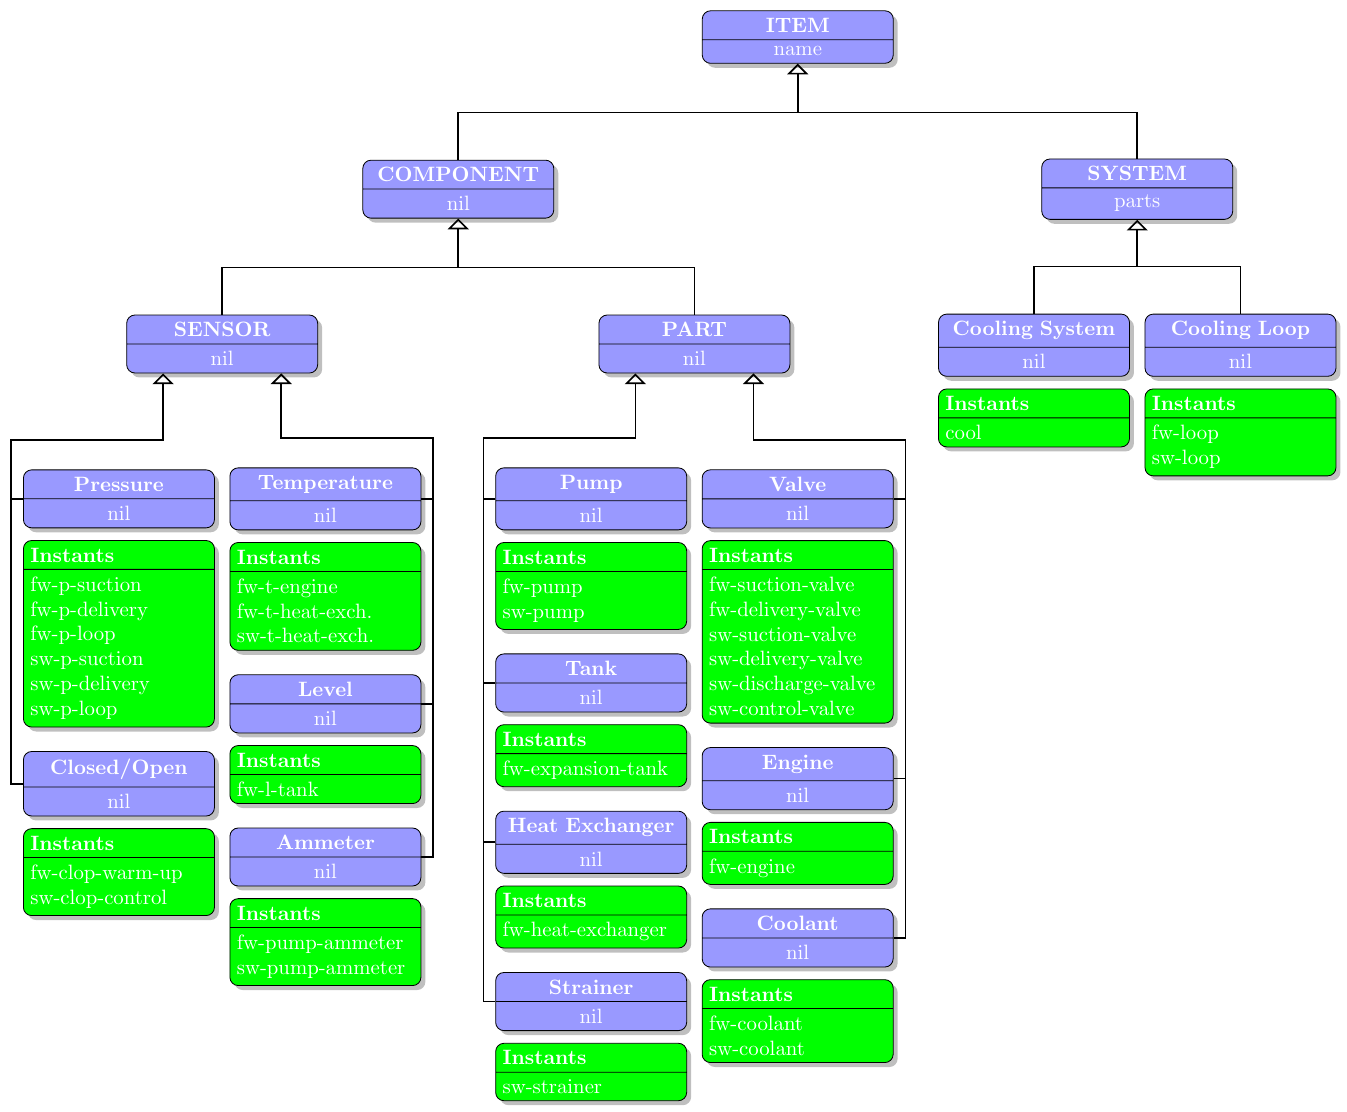 ITEM
name
COMPONENT
nil
SYSTEM
parts
SENSOR
nil
PART
nil
Cooling System
nil
Instants
cool
Cooling Loop
nil
Instants
fw-loop
sw-loop
Pressure
nil
Instants
fw-p-suction
fw-p-delivery
fw-p-loop
sw-p-suction
sw-p-delivery
sw-p-loop
Closed/Open
nil
Instants
fw-clop-warm-up
sw-clop-control
Temperature
nil
Instants
fw-t-engine
fw-t-heat-exch.
sw-t-heat-exch.
Level
nil
Instants
fw-l-tank
Ammeter
nil
Instants
fw-pump-ammeter
sw-pump-ammeter
Pump
nil
Instants
fw-pump
sw-pump
Tank
nil
Instants
fw-expansion-tank
Heat Exchanger
nil
Instants
fw-heat-exchanger
Strainer
nil
Instants
sw-strainer
Valve
nil
Instants
fw-suction-valve
fw-delivery-valve
sw-suction-valve
sw-delivery-valve
sw-discharge-valve
sw-control-valve
Engine
nil
Instants
fw-engine
Coolant
nil
Instants
fw-coolant
sw-coolant